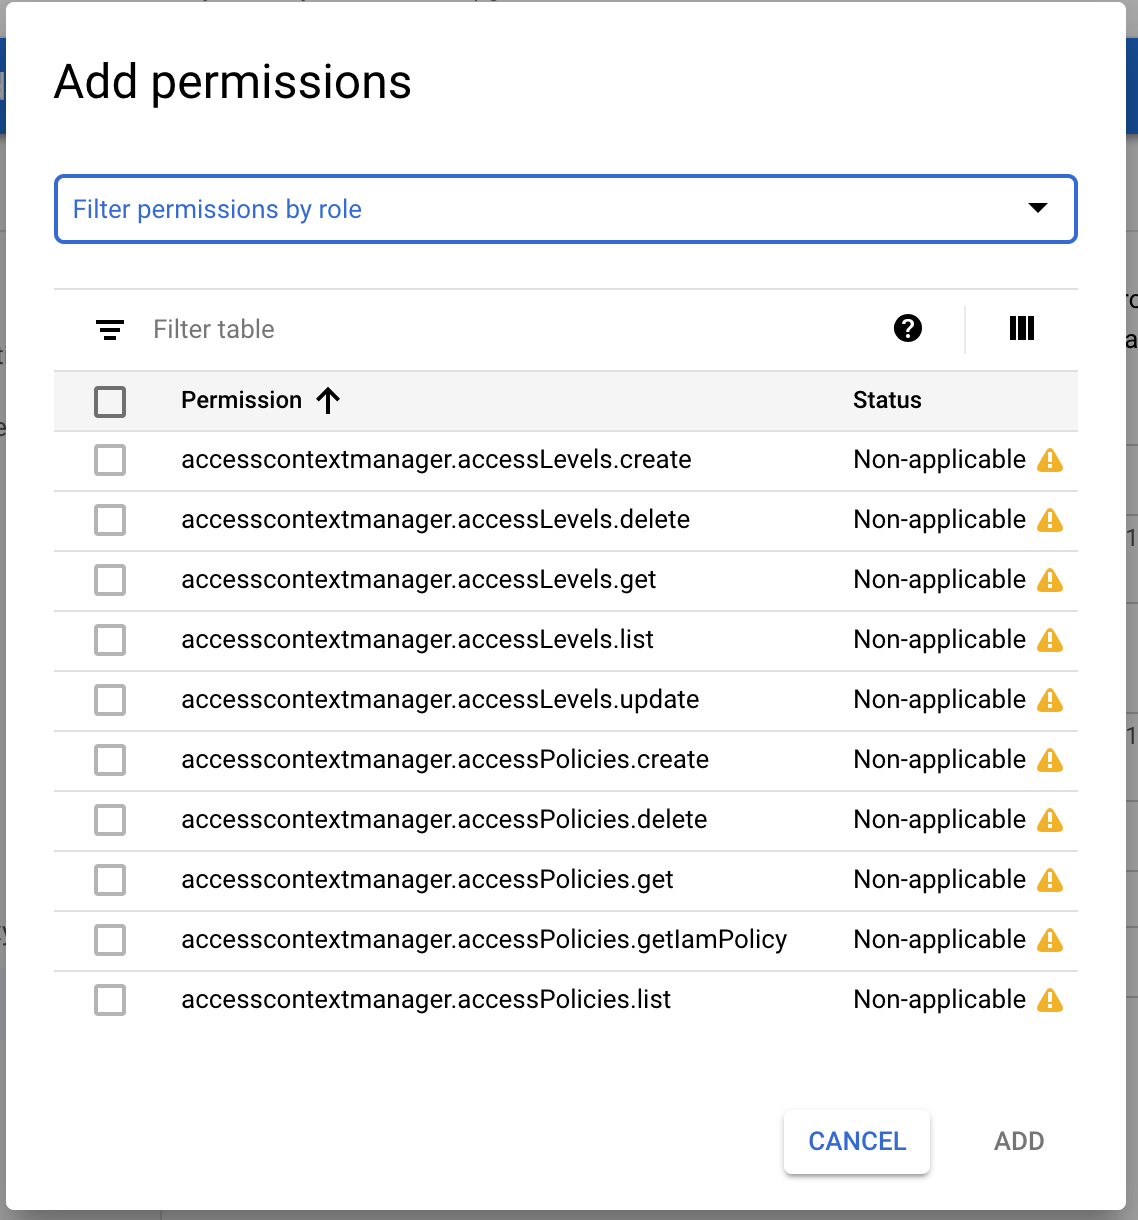 Add permissions
Filter permissions by role
Filter table
Permission Status
accesscontextmanager.accessLevels.create Non-applicable
accesscontextmanager.accessLevels.delete Non-applicable
accesscontextmanager.accessLevels.get Non-applicable
accesscontextmanager.accessLevels.list Non-applicable
accesscontextmanager.accessLevels.update Non-applicable
accesscontextmanager.accessPolicies.create Non-applicable
accesscontextmanager.accessPolicies.delete Non-applicable
accesscontextmanager.accessPolicies.get Non-applicable
accesscontextmanager.accessPolicies.getIamPolicy Non-applicable
accesscontextmanager.accessPolicies.list Non-applicable
CANCEL ADD